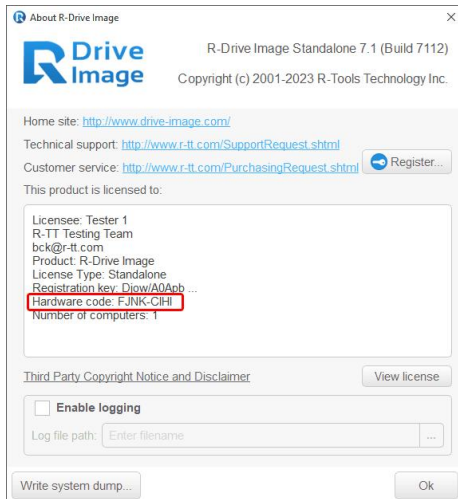 About R-Drive Image
Drive
Image
R-Drive Image Standalone 7.1 (Build 7112)
Copyright (c) 2001-2023 R-Tools Technology Inc.
Home site: http://www.drive-image.com/
Technical support: http://www.r-tt.com/SupportRequest.shtml
Customer service: http://www.r-tt.com/PurchasingRequest.shtml
Register...
This product is licensed to:
Licensee: Tester 1
R-TT Testing Team
bck@r-tt.com
Product: R-Drive Image
License Type: Standalone
Registration key: Djow/A0Apb ...
Hardware code: FJNK-CIHI
Number of computers: 1
Third Party Copyright Notice and Disclaimer
View license
Enable logging
Log file path: Enter filename
...
Write system dump...
Ok